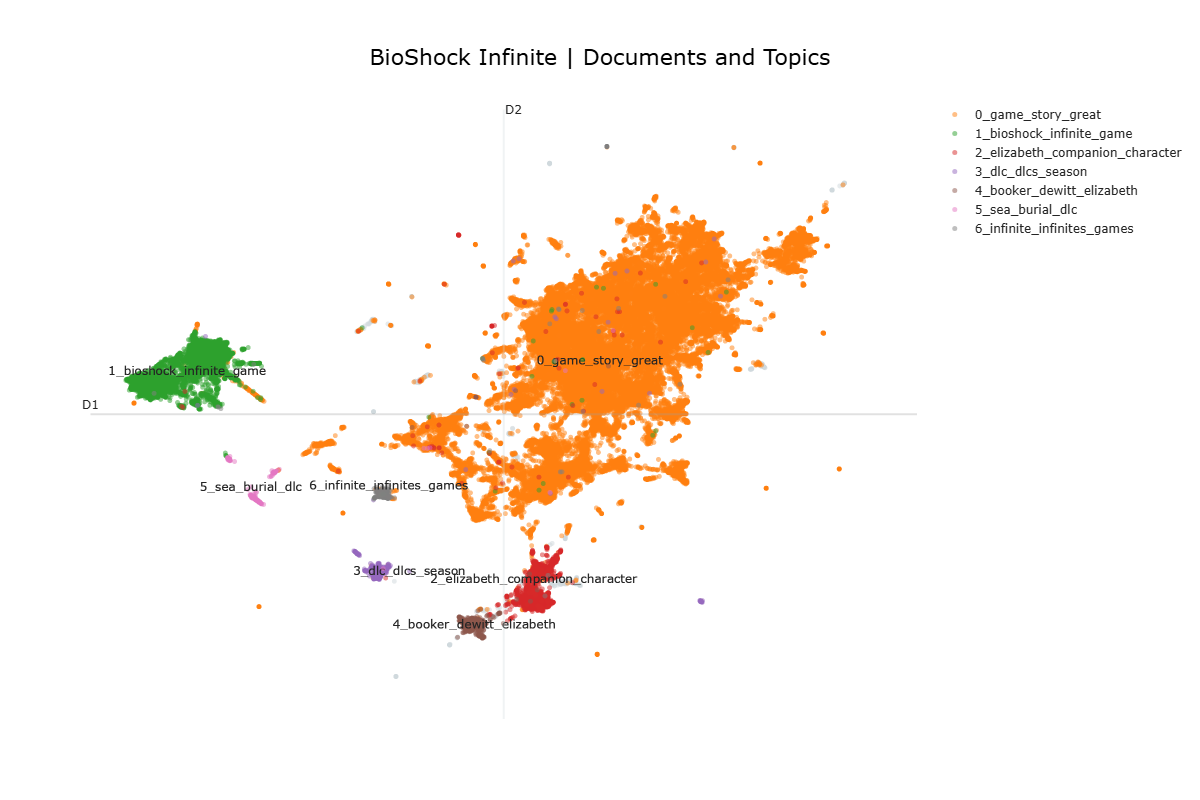 BioShock Infinite | Documents and Topics
D2
0_game_story_great
1_bioshock_infinite_game
2_elizabeth_companion_character
3_dlc_dlcs_season
4_booker_dewitt_elizabeth
5_sea_burial_dlc
6_infinite_infinites_games
0_game_story_great
1_bioshock_infinite_game
D1
5_sea_burial_dlc
6_infinite_infinites_games
3_dlc_dlcs_season
2_elizabeth_companion_character
4_booker_dewitt_elizabeth